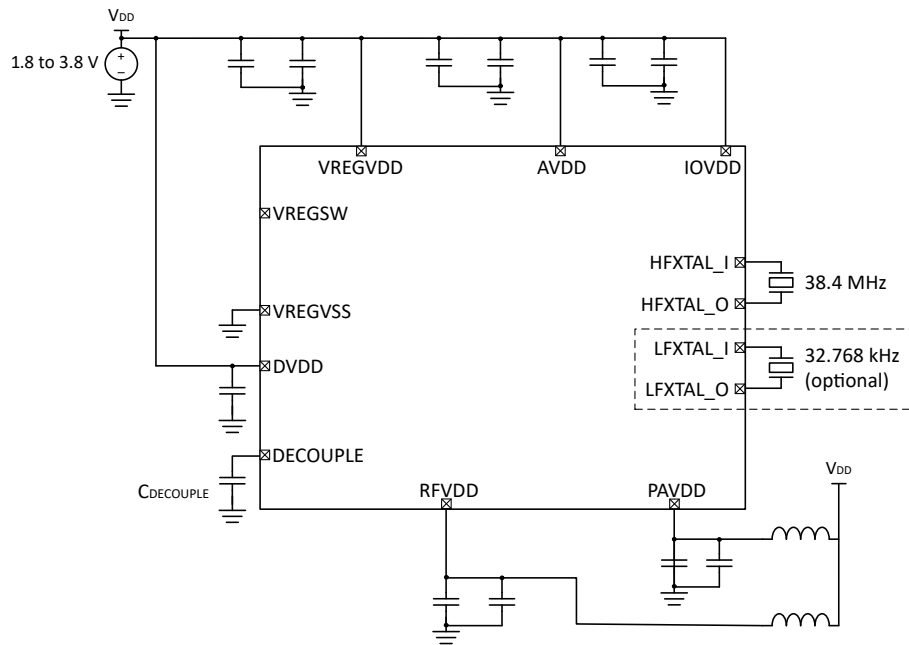 VDD
1.8 to 3.8 V
+
–
VREGVDD
AVDD
IOVDD
VREGSW
HFXTAL_I
38.4 MHz
HFXTAL_O
VREGVSS
LFXTAL_I
32.768 kHz
(optional)
DVDD
LFXTAL_O
DECOUPLE
CDECOUPLE
RFVDD
PAVDD
VDD